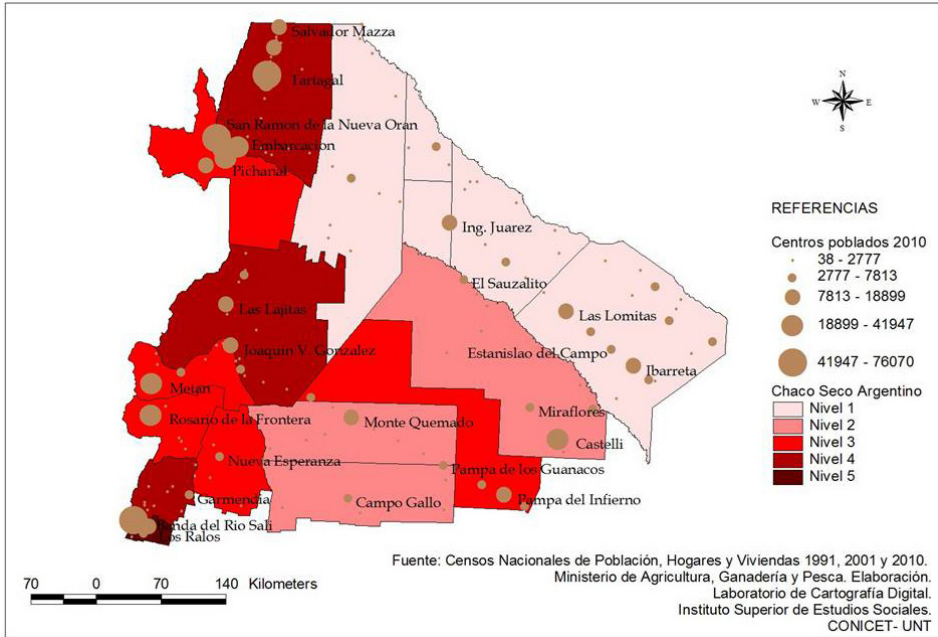 Salvador Mazza
Tartagal
San Ramon de la Nueva Oran
Embarcacion
Pichanal
Ing. Juarez
El Sauzalito
Las Lajitas
Las Lomitas
Joaquin V. Gonzalez
Estanislao del Campo
Ibarreta
Metan
Rosario de la Frontera
Monte Quemado
Miraflores
Castelli
Nueva Esperanza
Pampa de los Guanacos
Garmendia
Campo Gallo
Pampa del Infierno
Banda del Rio Sali
Los Ralos
N
W E
S
REFERENCIAS
Centros poblados 2010
38 - 2777
2777 - 7813
7813 - 18899
18899 - 41947
41947 - 76070
Chaco Seco Argentino
Nivel 1
Nivel 2
Nivel 3
Nivel 4
Nivel 5
70 0 70 140 Kilometers
Fuente: Censos Nacionales de Población, Hogares y Viviendas 1991, 2001 y 2010.
Ministerio de Agricultura, Ganadería y Pesca. Elaboración.
Laboratorio de Cartografía Digital.
Instituto Superior de Estudios Sociales.
CONICET- UNT